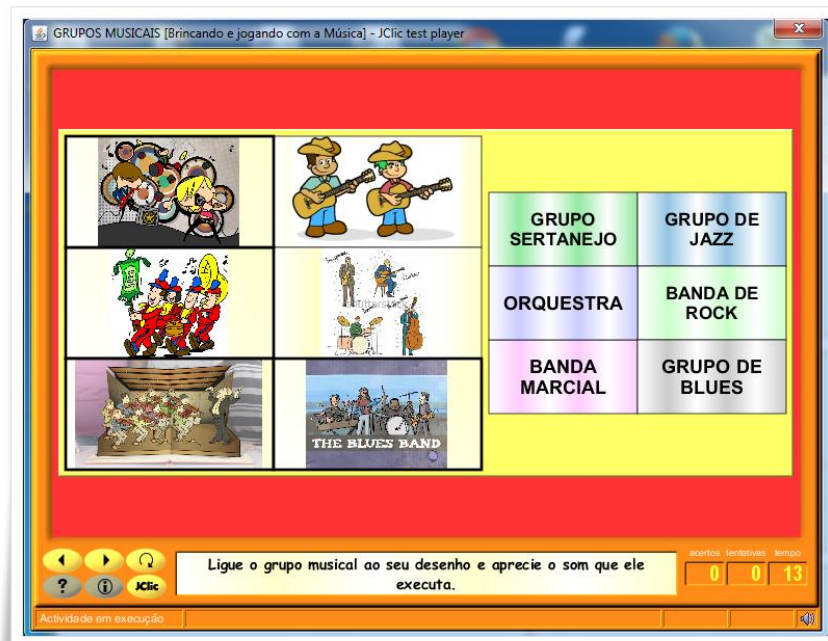 GRUPOS MUSICAIS [Brincando e jogando com a Música] - JClic test player
THE BLUES BAND
GRUPO
SERTANEJO
GRUPO DE
JAZZ
ORQUESTRA
BANDA DE
ROCK
BANDA
MARCIAL
GRUPO DE
BLUES
?
JClic
Ligue o grupo musical ao seu desenho e aprecie o som que ele
executa.
acertos tentativas tempo
0 0 13
Actividade em execução